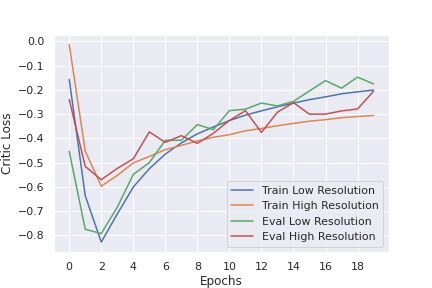 0.0
−0.1
−0.2
−0.3
−0.4
−0.5
−0.6
−0.7
−0.8
Critic Loss
0 2 4 6 8 10 12 14 16 18
Epochs
Train Low Resolution
Train High Resolution
Eval Low Resolution
Eval High Resolution